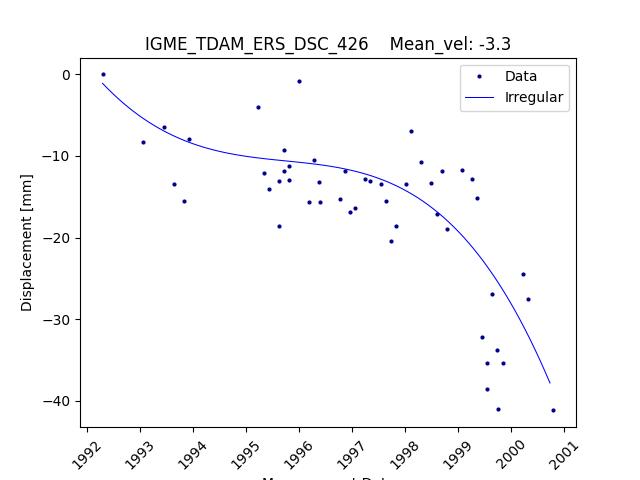 IGME_TDAM_ERS_DSC_426    Mean_vel: -3.3
Data
Irregular
Displacement [mm]
0
−10
−20
−30
−40
1992 1993 1994 1995 1996 1997 1998 1999 2000 2001